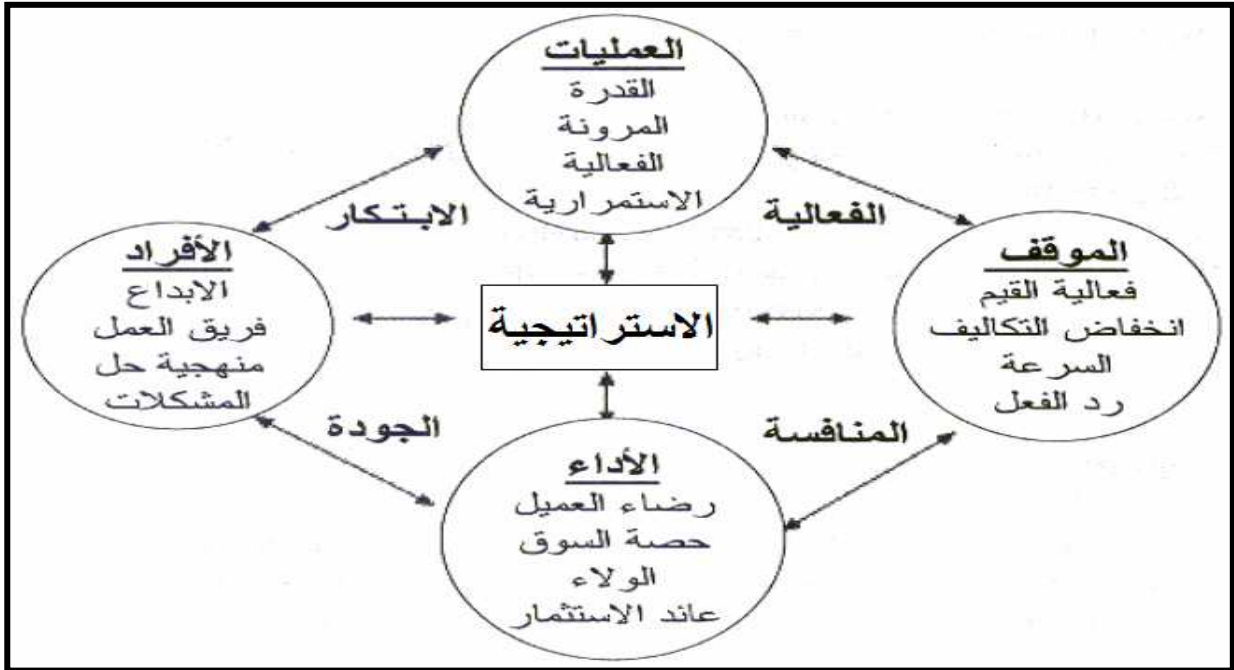 العمليات
القدرة
المرونة
الفعالية
الاستمرارية
الفعالية
الابتكار
الموقف
فعالية القيم
انخفاض التكاليف
السرعة
رد الفعل
الأفراد
الابداع
فريق العمل
منهجية حل
المشكلات
الاستراتيجية
المنافسة
الجودة
الأداء
رضاء العميل
حصة السوق
الولاء
عائد الاستثمار